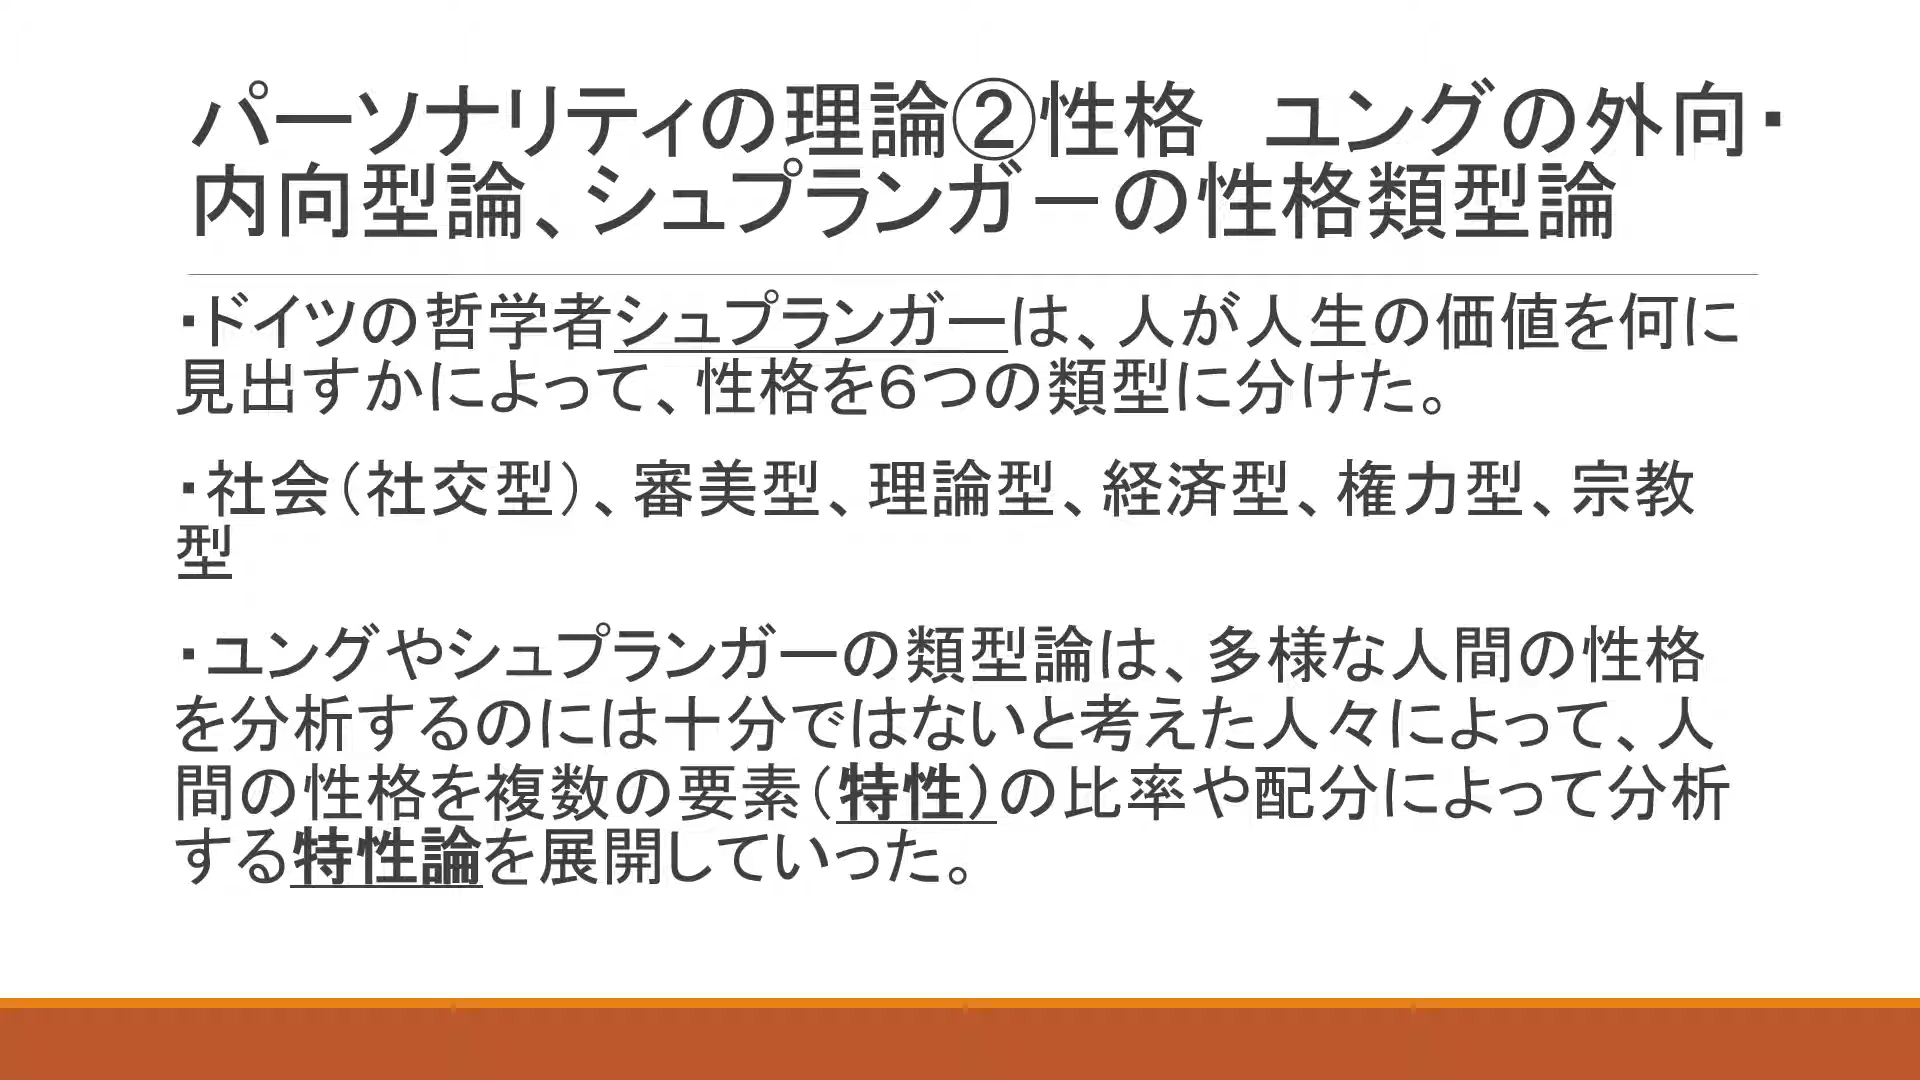 パーソナリティの理論②性格　ユングの外向・
内向型論、シュプランガーの性格類型論
・ドイツの哲学者シュプランガーは、人が人生の価値を何に
見出すかによって、性格を６つの類型に分けた。
・社会（社交型）、審美型、理論型、経済型、権力型、宗教
型
・ユングやシュプランガーの類型論は、多様な人間の性格
を分析するのには十分ではないと考えた人々によって、人
間の性格を複数の要素（特性）の比率や配分によって分析
する特性論を展開していった。